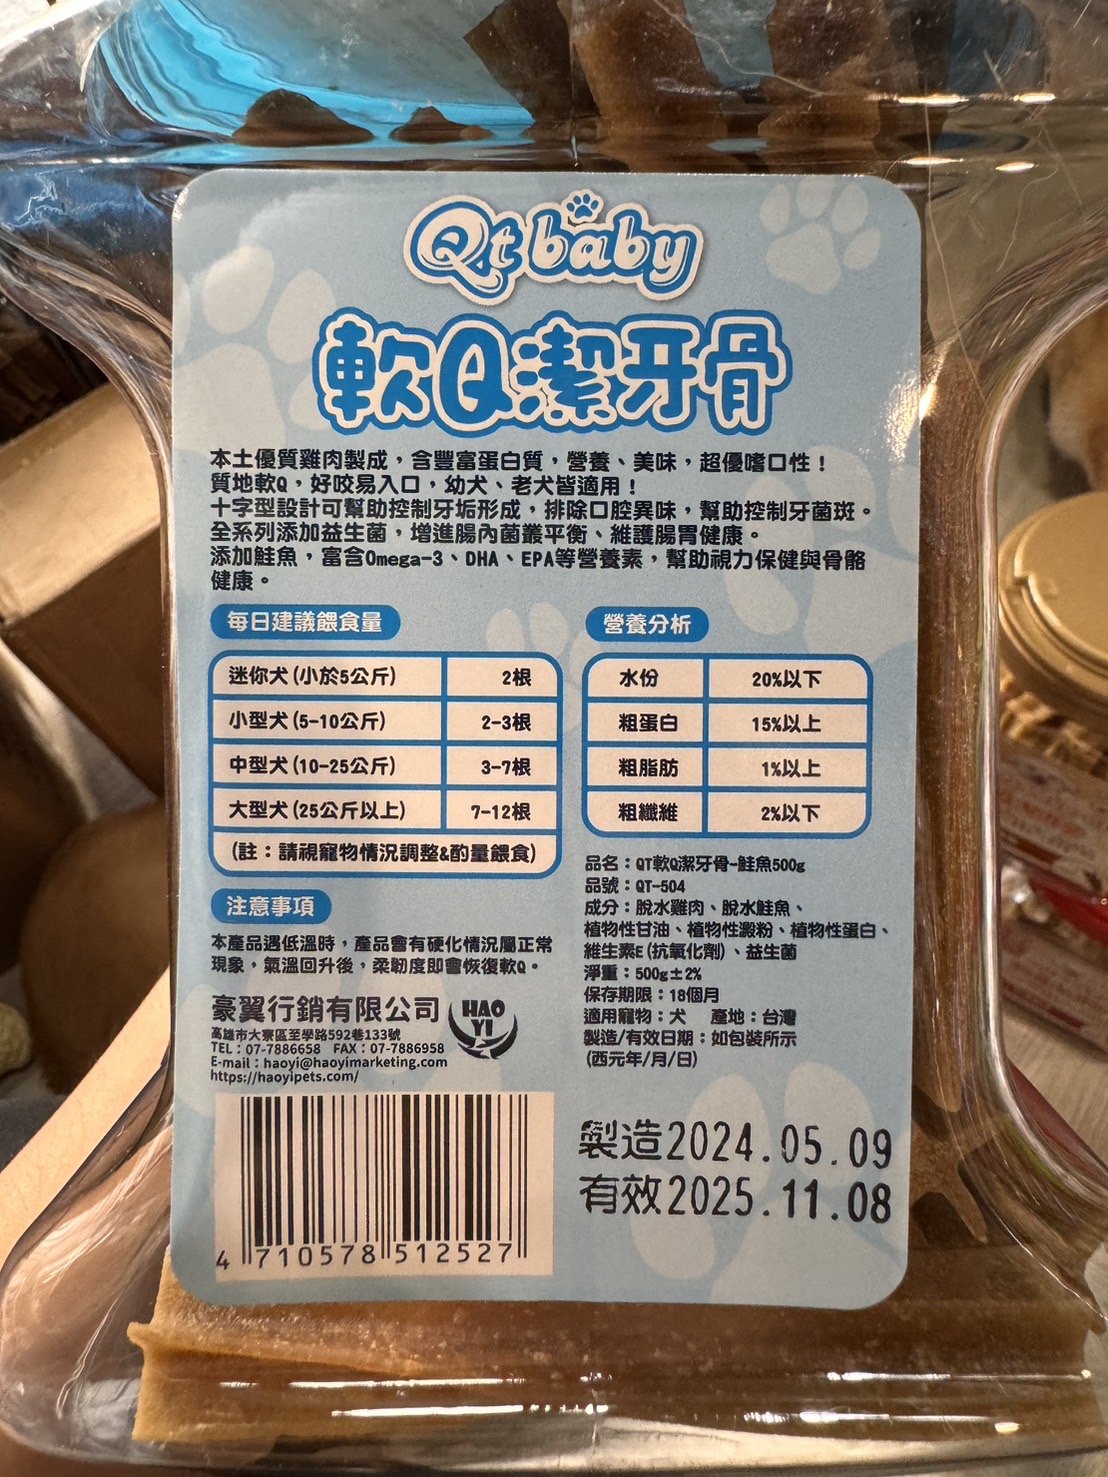 Qt baby
軟Q潔牙骨
本土優質雞肉製成，含豐富蛋白質，營養、美味，超優嗜口性！
質地軟Q，好咬易入口，幼犬、老犬皆適用！
十字型設計可幫助控制牙垢形成，排除口腔異味，幫助控制牙菌斑。
全系列添加益生菌，增進腸內菌叢平衡、維護腸胃健康。
添加鮭魚，富含Omega-3、DHA、EPA等營養素，幫助視力保健與骨骼
健康。
每日建議餵食量
迷你犬(小於5公斤) 2根
小型犬(5-10公斤) 2-3根
中型犬(10-25公斤) 3-7根
大型犬(25公斤以上) 7-12根
(註：請視寵物情況調整&酌量餵食)
注意事項
本產品遇低溫時，產品會有硬化情況屬正常
現象，氣溫回升後，柔韌度即會恢復軟Q。
豪翼行銷有限公司
HAO
YI
高雄市大寮區至學路592巷133號
TEL：07-7886658 FAX：07-7886958
E-mail：haoyi@haoyimarketing.com
https://haoyipets.com/
4 710578 512527
營養分析
水份 20%以下
粗蛋白 15%以上
粗脂肪 1%以上
粗纖維 2%以下
品名：QT軟Q潔牙骨-鮭魚500g
品號：QT-504
成分：脫水雞肉、脫水鮭魚、
植物性甘油、植物性澱粉、植物性蛋白、
維生素E(抗氧化劑)、益生菌
淨重：500g±2%
保存期限：18個月
適用寵物：犬 產地：台灣
製造/有效日期：如包裝所示
(西元年/月/日)
製造2024.05.09
有效2025.11.08